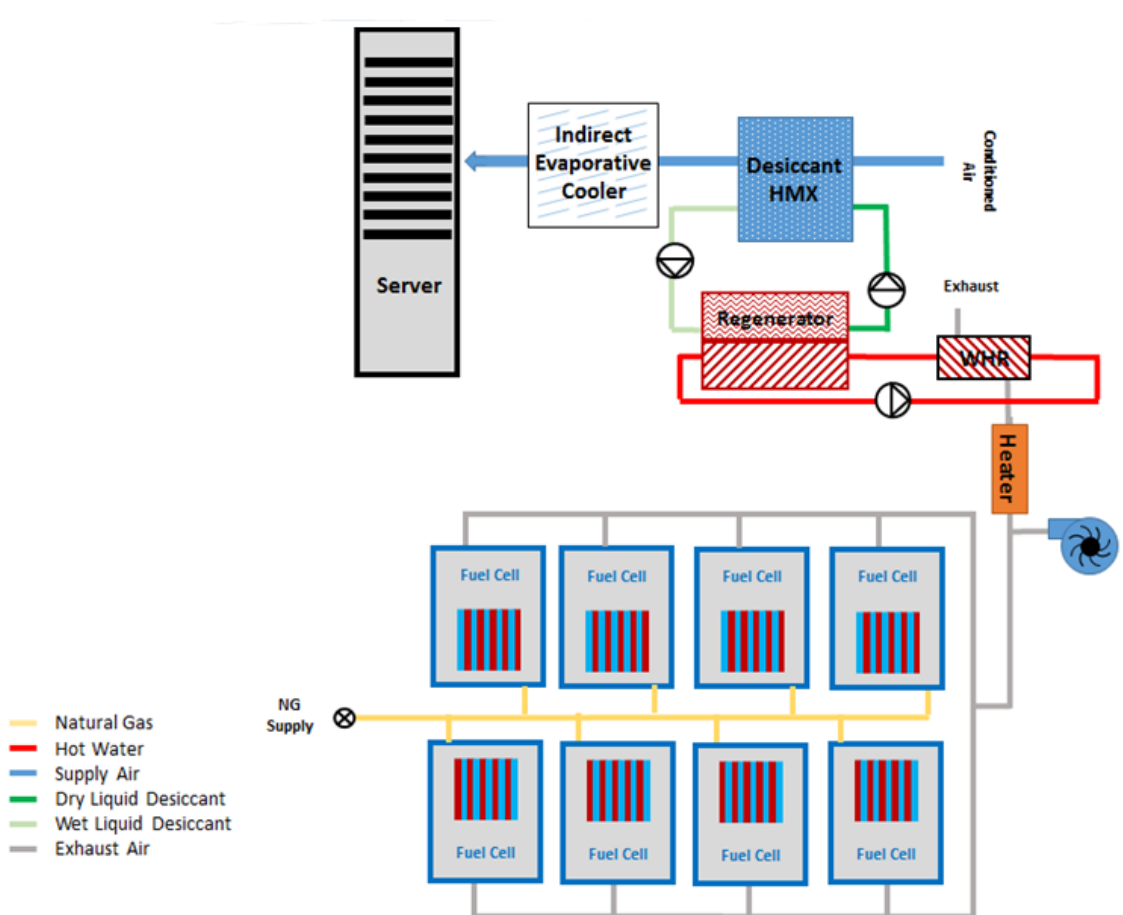 Indirect
Evaporative
Cooler
Desiccant
HMX
Conditioned
Air
Server
Regenerator
Exhaust
WHR
Heater
Fuel Cell
Fuel Cell
Fuel Cell
Fuel Cell
NG
Supply
Natural Gas
Hot Water
Supply Air
Dry Liquid Desiccant
Wet Liquid Desiccant
Exhaust Air
Fuel Cell
Fuel Cell
Fuel Cell
Fuel Cell